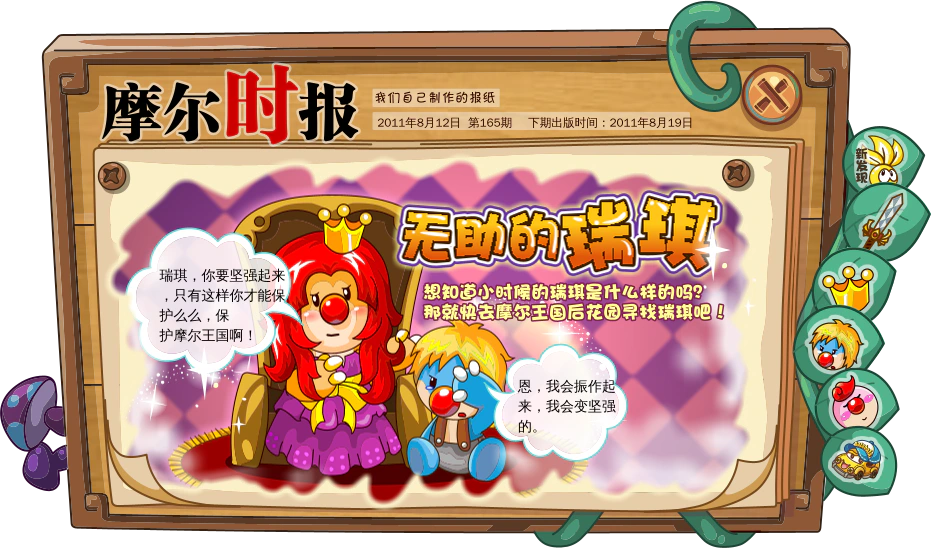 摩尔时报
我们自己制作的报纸
2011年8月12日 第165期 下期出版时间：2011年8月19日
新发现
无助的瑞琪
想知道小时候的瑞琪是什么样的吗？
那就快去摩尔王国后花园寻找瑞琪吧！
瑞琪，你要坚强起来
，只有这样你才能保
护么么，保
护摩尔王国啊！
恩，我会振作起
来，我会变坚强
的。